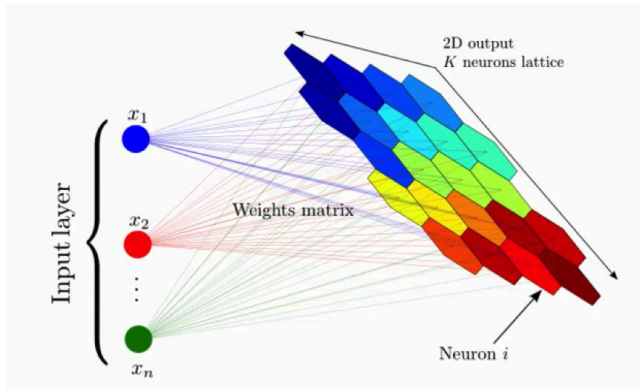 2D output
K neurons lattice
x₁
x₂
Input layer
Weights matrix
⋮
xₙ
Neuron i